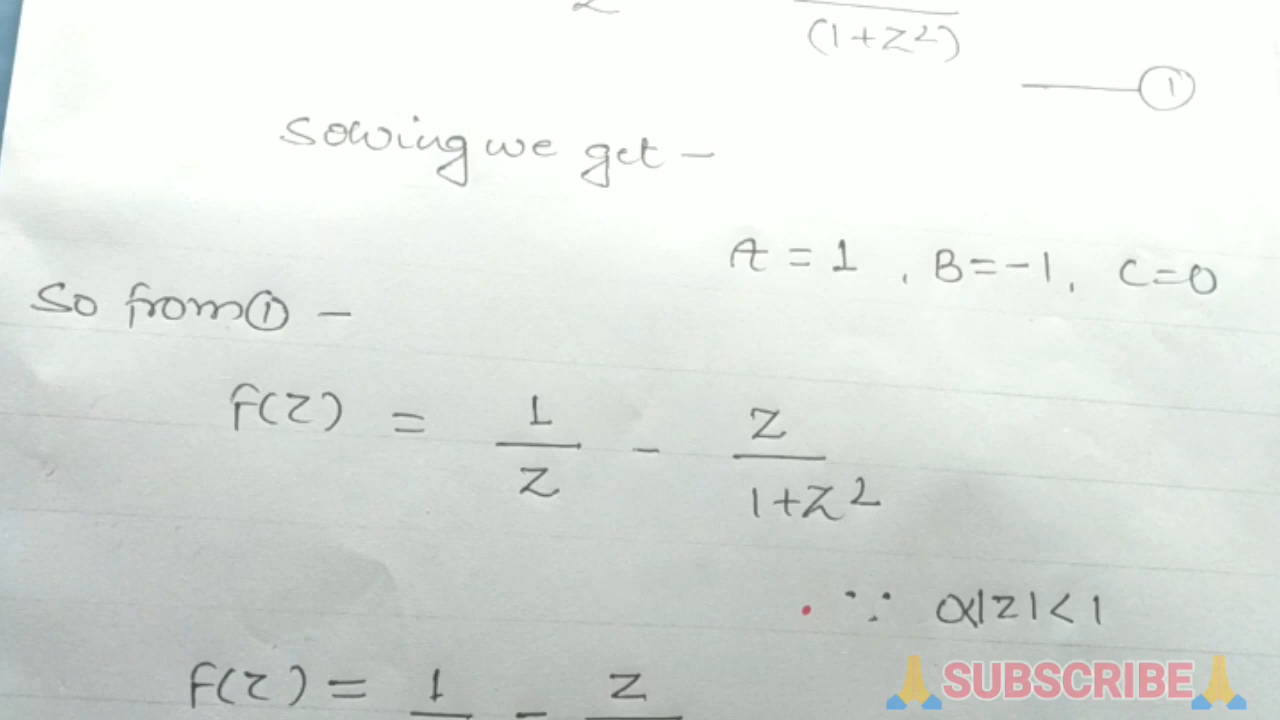 (1+z²)
①
Solving we get –
A = 1 , B = -1, C = 0
So from ① –
F(z) = 1/z - z/(1+z²)
∵ 0<|z|<1
F(z) = 1 - z
SUBSCRIBE